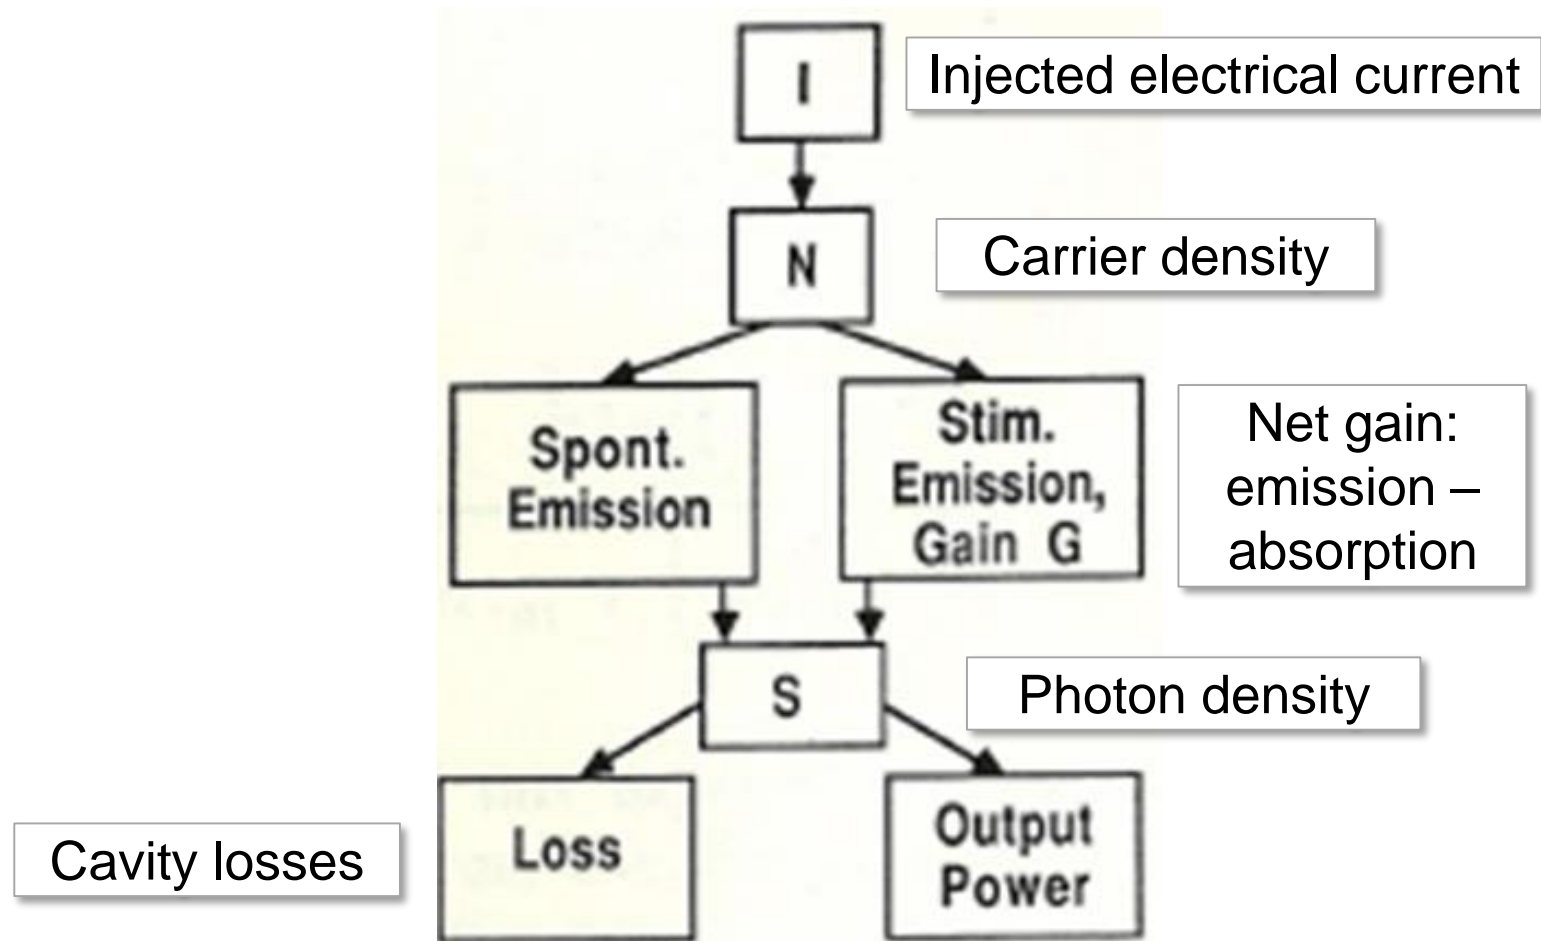 I
Injected electrical current
N
Carrier density
Spont.
Emission
Stim.
Emission,
Gain G
Net gain:
emission –
absorption
S
Photon density
Cavity losses
Loss
Output
Power